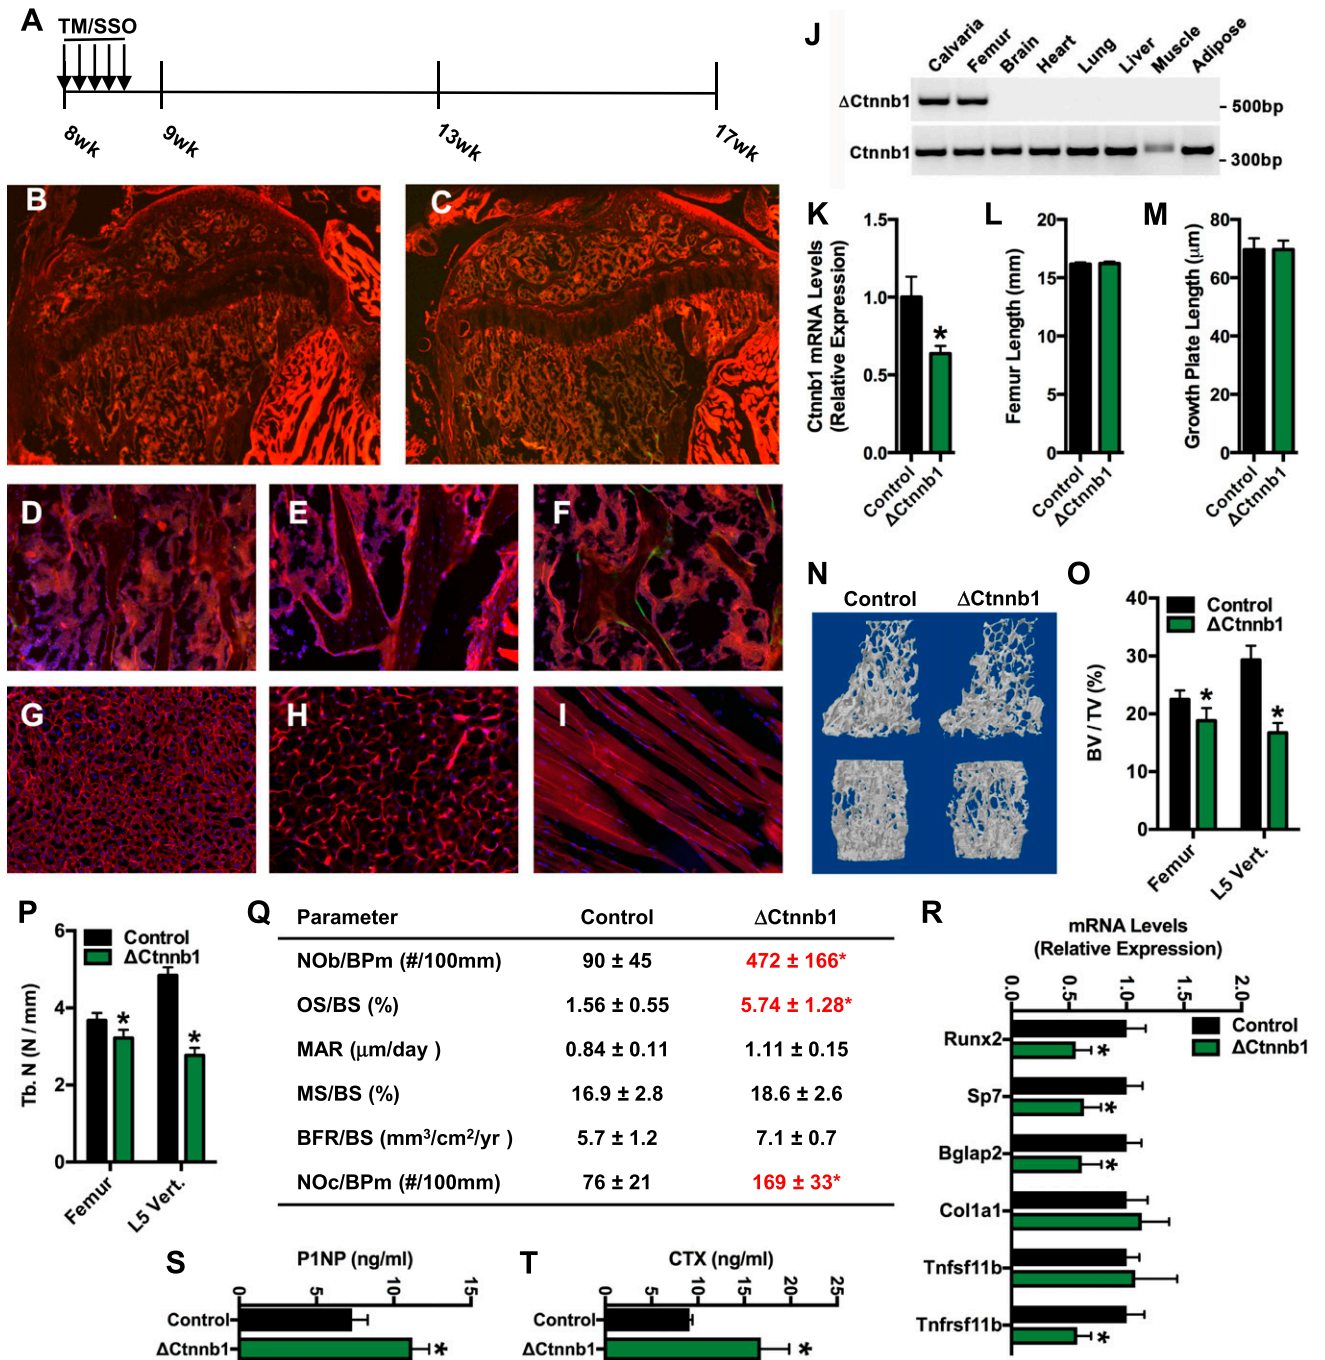 A
TM/SSO
8wk
9wk
13wk
17wk
B
C
D
E
F
G
H
I
J
Calvaria
Femur
Brain
Heart
Lung
Liver
Muscle
Adipose
ΔCtnnb1
- 500bp
Ctnnb1
- 300bp
K
Ctnnb1 mRNA Levels
(Relative Expression)
1.5
1.0
0.5
0.0
*
Control
ΔCtnnb1
L
Femur Length (mm)
20
15
10
5
0
Control
ΔCtnnb1
M
Growth Plate Length (μm)
80
60
40
20
0
Control
ΔCtnnb1
N
Control
ΔCtnnb1
O
BV / TV (%)
40
30
20
10
0
Control
ΔCtnnb1
*
*
Femur
L5 Vert.
P
Tb. N (N / mm)
6
4
2
0
Control
ΔCtnnb1
*
*
Femur
L5 Vert.
Q
Parameter Control ΔCtnnb1
NOb/BPm (#/100mm) 90 ± 45 472 ± 166*
OS/BS (%) 1.56 ± 0.55 5.74 ± 1.28*
MAR (μm/day ) 0.84 ± 0.11 1.11 ± 0.15
MS/BS (%) 16.9 ± 2.8 18.6 ± 2.6
BFR/BS (mm³/cm²/yr ) 5.7 ± 1.2 7.1 ± 0.7
NOc/BPm (#/100mm) 76 ± 21 169 ± 33*
R
mRNA Levels
(Relative Expression)
0.0 0.5 1.0 1.5 2.0
Control
ΔCtnnb1
Runx2
*
Sp7
*
Bglap2
*
Col1a1
Tnfsf11b
Tnfrsf11b
*
S
P1NP (ng/ml)
0 5 10 15
Control
ΔCtnnb1 *
T
CTX (ng/ml)
0 5 10 15 20 25
Control
ΔCtnnb1 *